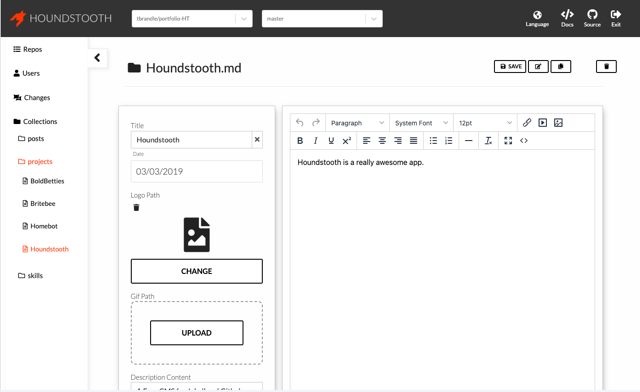 HOUNDSTOOTH
tbrandle/portfolio-HT
master
Language
Docs
Source
Exit
Repos
Users
Changes
Collections
posts
projects
BoldBetties
Britebee
Homebot
Houndstooth
skills
Houndstooth.md
SAVE
Title
Houndstooth
Date
03/03/2019
Logo Path
CHANGE
Gif Path
UPLOAD
Description Content
Paragraph
System Font
12pt
B I U X²
Houndstooth is a really awesome app.